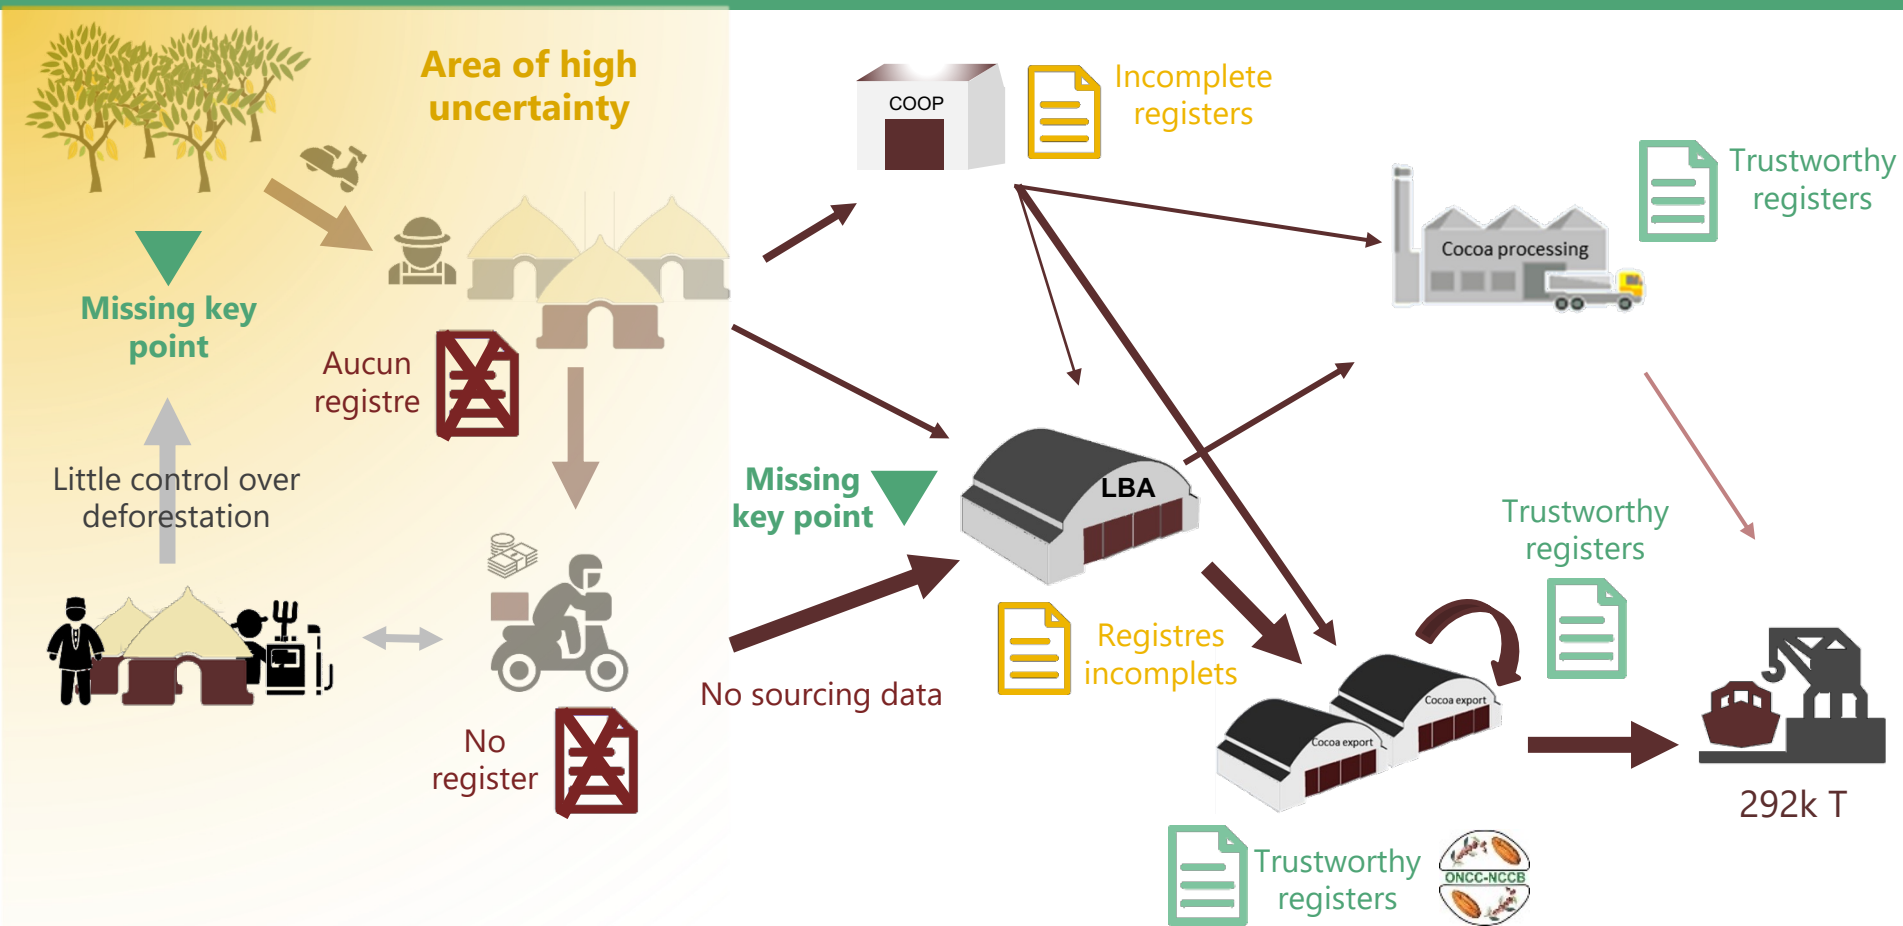 Area of high
uncertainty
COOP
Incomplete
registers
Trustworthy
registers
Cocoa processing
Missing key
point
Aucun
registre
Little control over
deforestation
Missing
key point
LBA
Trustworthy
registers
No sourcing data
Registres
incomplets
No
register
Cocoa export
Cocoa export
292k T
Trustworthy
registers
ONCC-NCCB